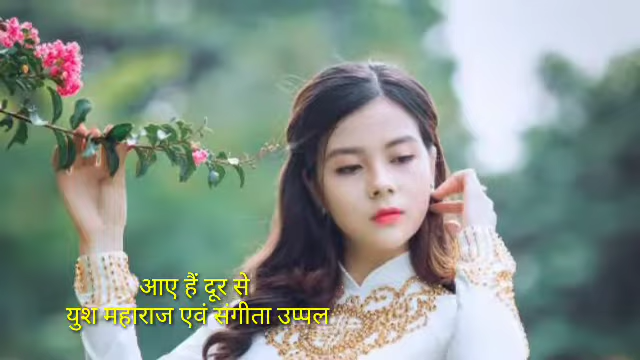 आए हैं दूर से
युश महाराज एवं संगीता उप्पल